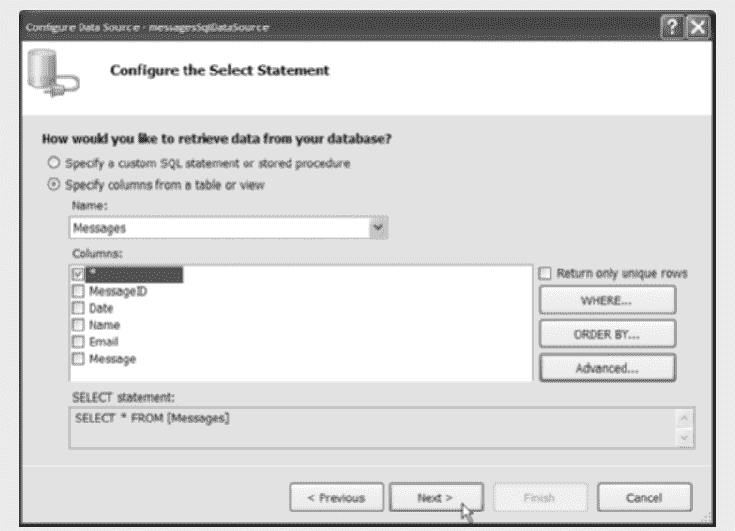 Configure Data Source - messagesSqlDataSource
Configure the Select Statement
How would you like to retrieve data from your database?
Specify a custom SQL statement or stored procedure
Specify columns from a table or view
Name:
Messages
Columns:
*
Return only unique rows
MessageID
WHERE...
Date
Name
ORDER BY...
Email
Message
Advanced...
SELECT statement:
SELECT * FROM [Messages]
< Previous
Next >
Finish
Cancel